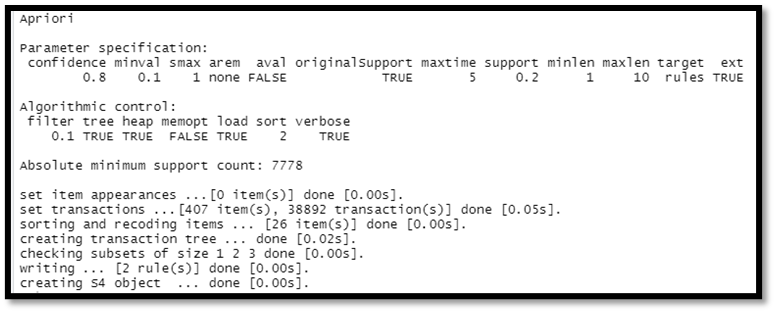 Apriori
Parameter specification:
confidence minval smax arem aval originalSupport maxtime support minlen maxlen target ext
0.8 0.1 1 none FALSE TRUE 5 0.2 1 10 rules TRUE
Algorithmic control:
filter tree heap memopt load sort verbose
0.1 TRUE TRUE FALSE TRUE 2 TRUE
Absolute minimum support count: 7778
set item appearances ...[0 item(s)] done [0.00s].
set transactions ...[407 item(s), 38892 transaction(s)] done [0.05s].
sorting and recoding items ... [26 item(s)] done [0.00s].
creating transaction tree ... done [0.02s].
checking subsets of size 1 2 3 done [0.00s].
writing ... [2 rule(s)] done [0.00s].
creating S4 object ... done [0.00s].